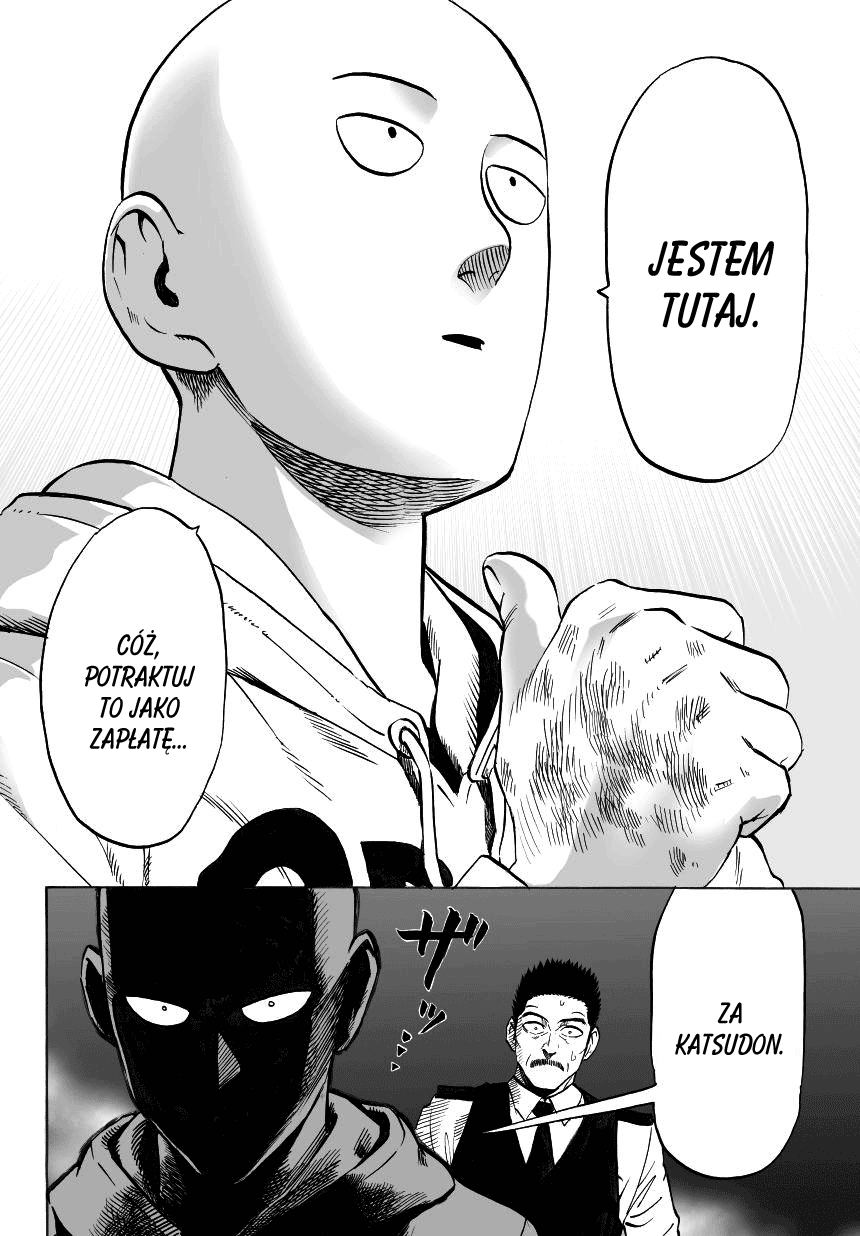 JESTEM
TUTAJ.
CÓŻ,
POTRAKTUJ
TO JAKO
ZAPŁATĘ...
ザッ
ZA
KATSUDON.